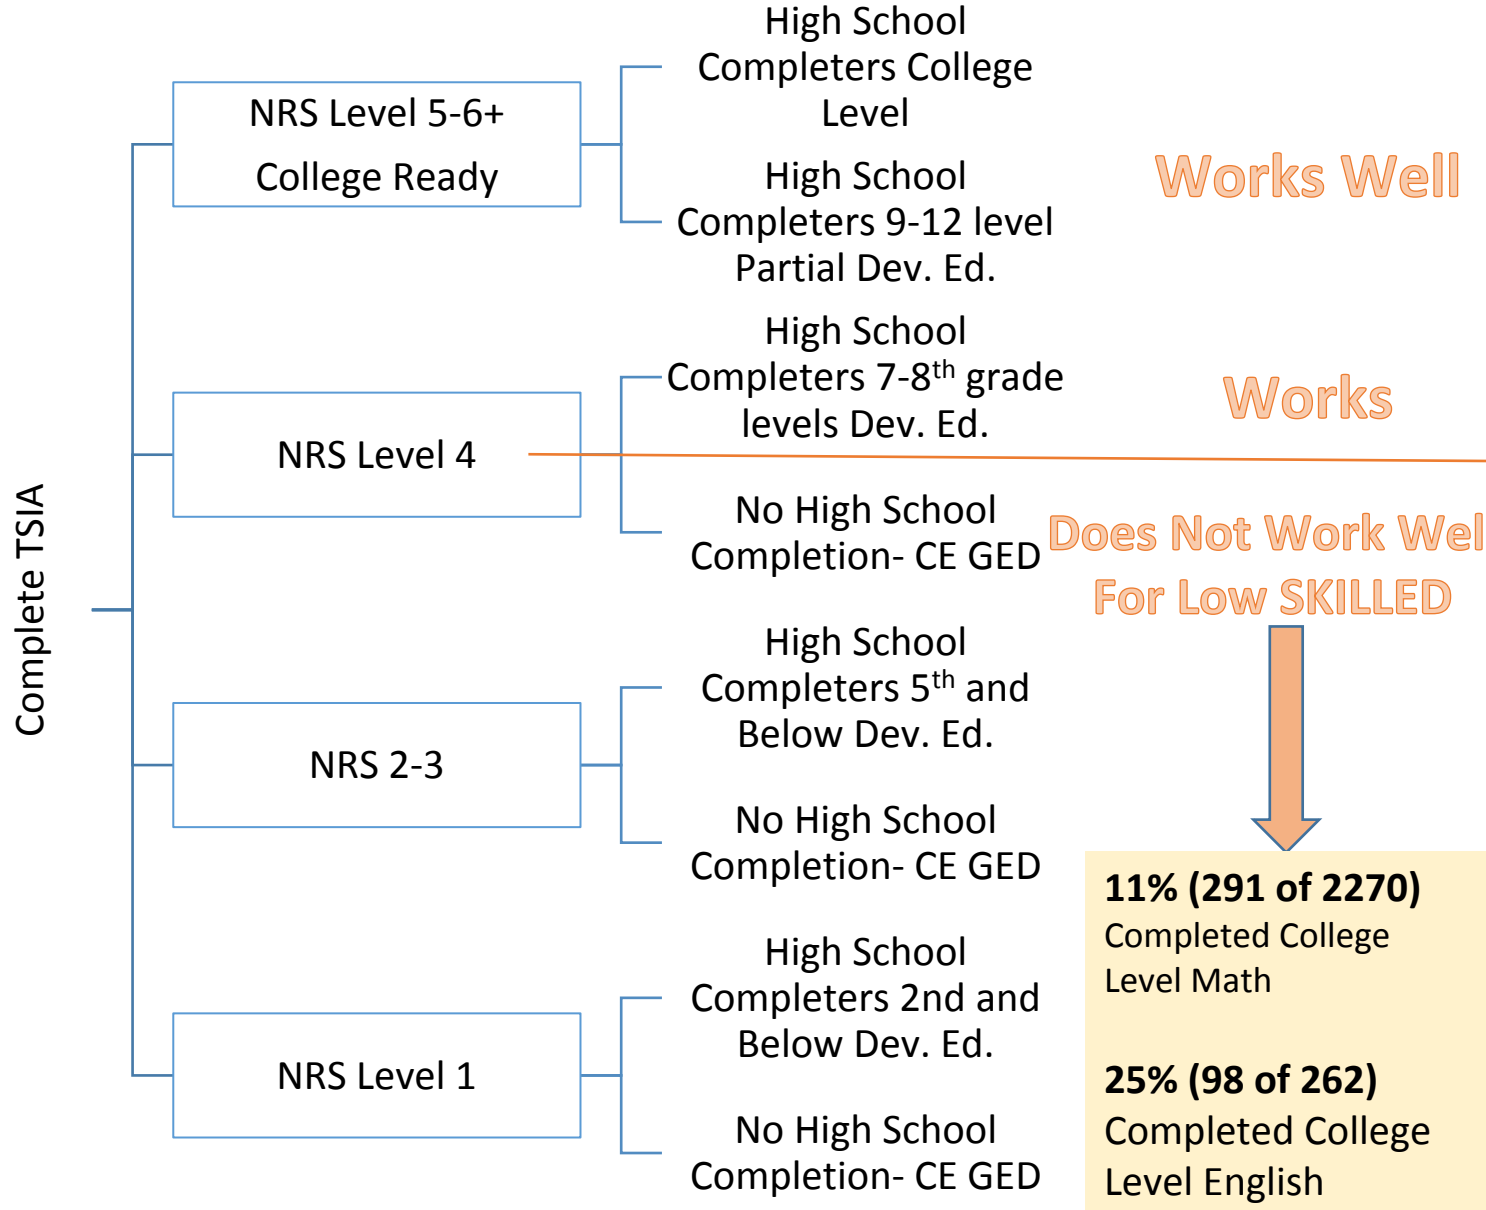 Complete TSIA
NRS Level 5-6+
College Ready
High School
Completers College
Level
High School
Completers 9-12 level
Partial Dev. Ed.
Works Well
NRS Level 4
High School
Completers 7-8th grade
levels Dev. Ed.
Works
No High School
Completion- CE GED
Does Not Work Wel
For Low SKILLED
NRS 2-3
High School
Completers 5th and
Below Dev. Ed.
No High School
Completion- CE GED
NRS Level 1
High School
Completers 2nd and
Below Dev. Ed.
No High School
Completion- CE GED
11% (291 of 2270)
Completed College
Level Math
25% (98 of 262)
Completed College
Level English